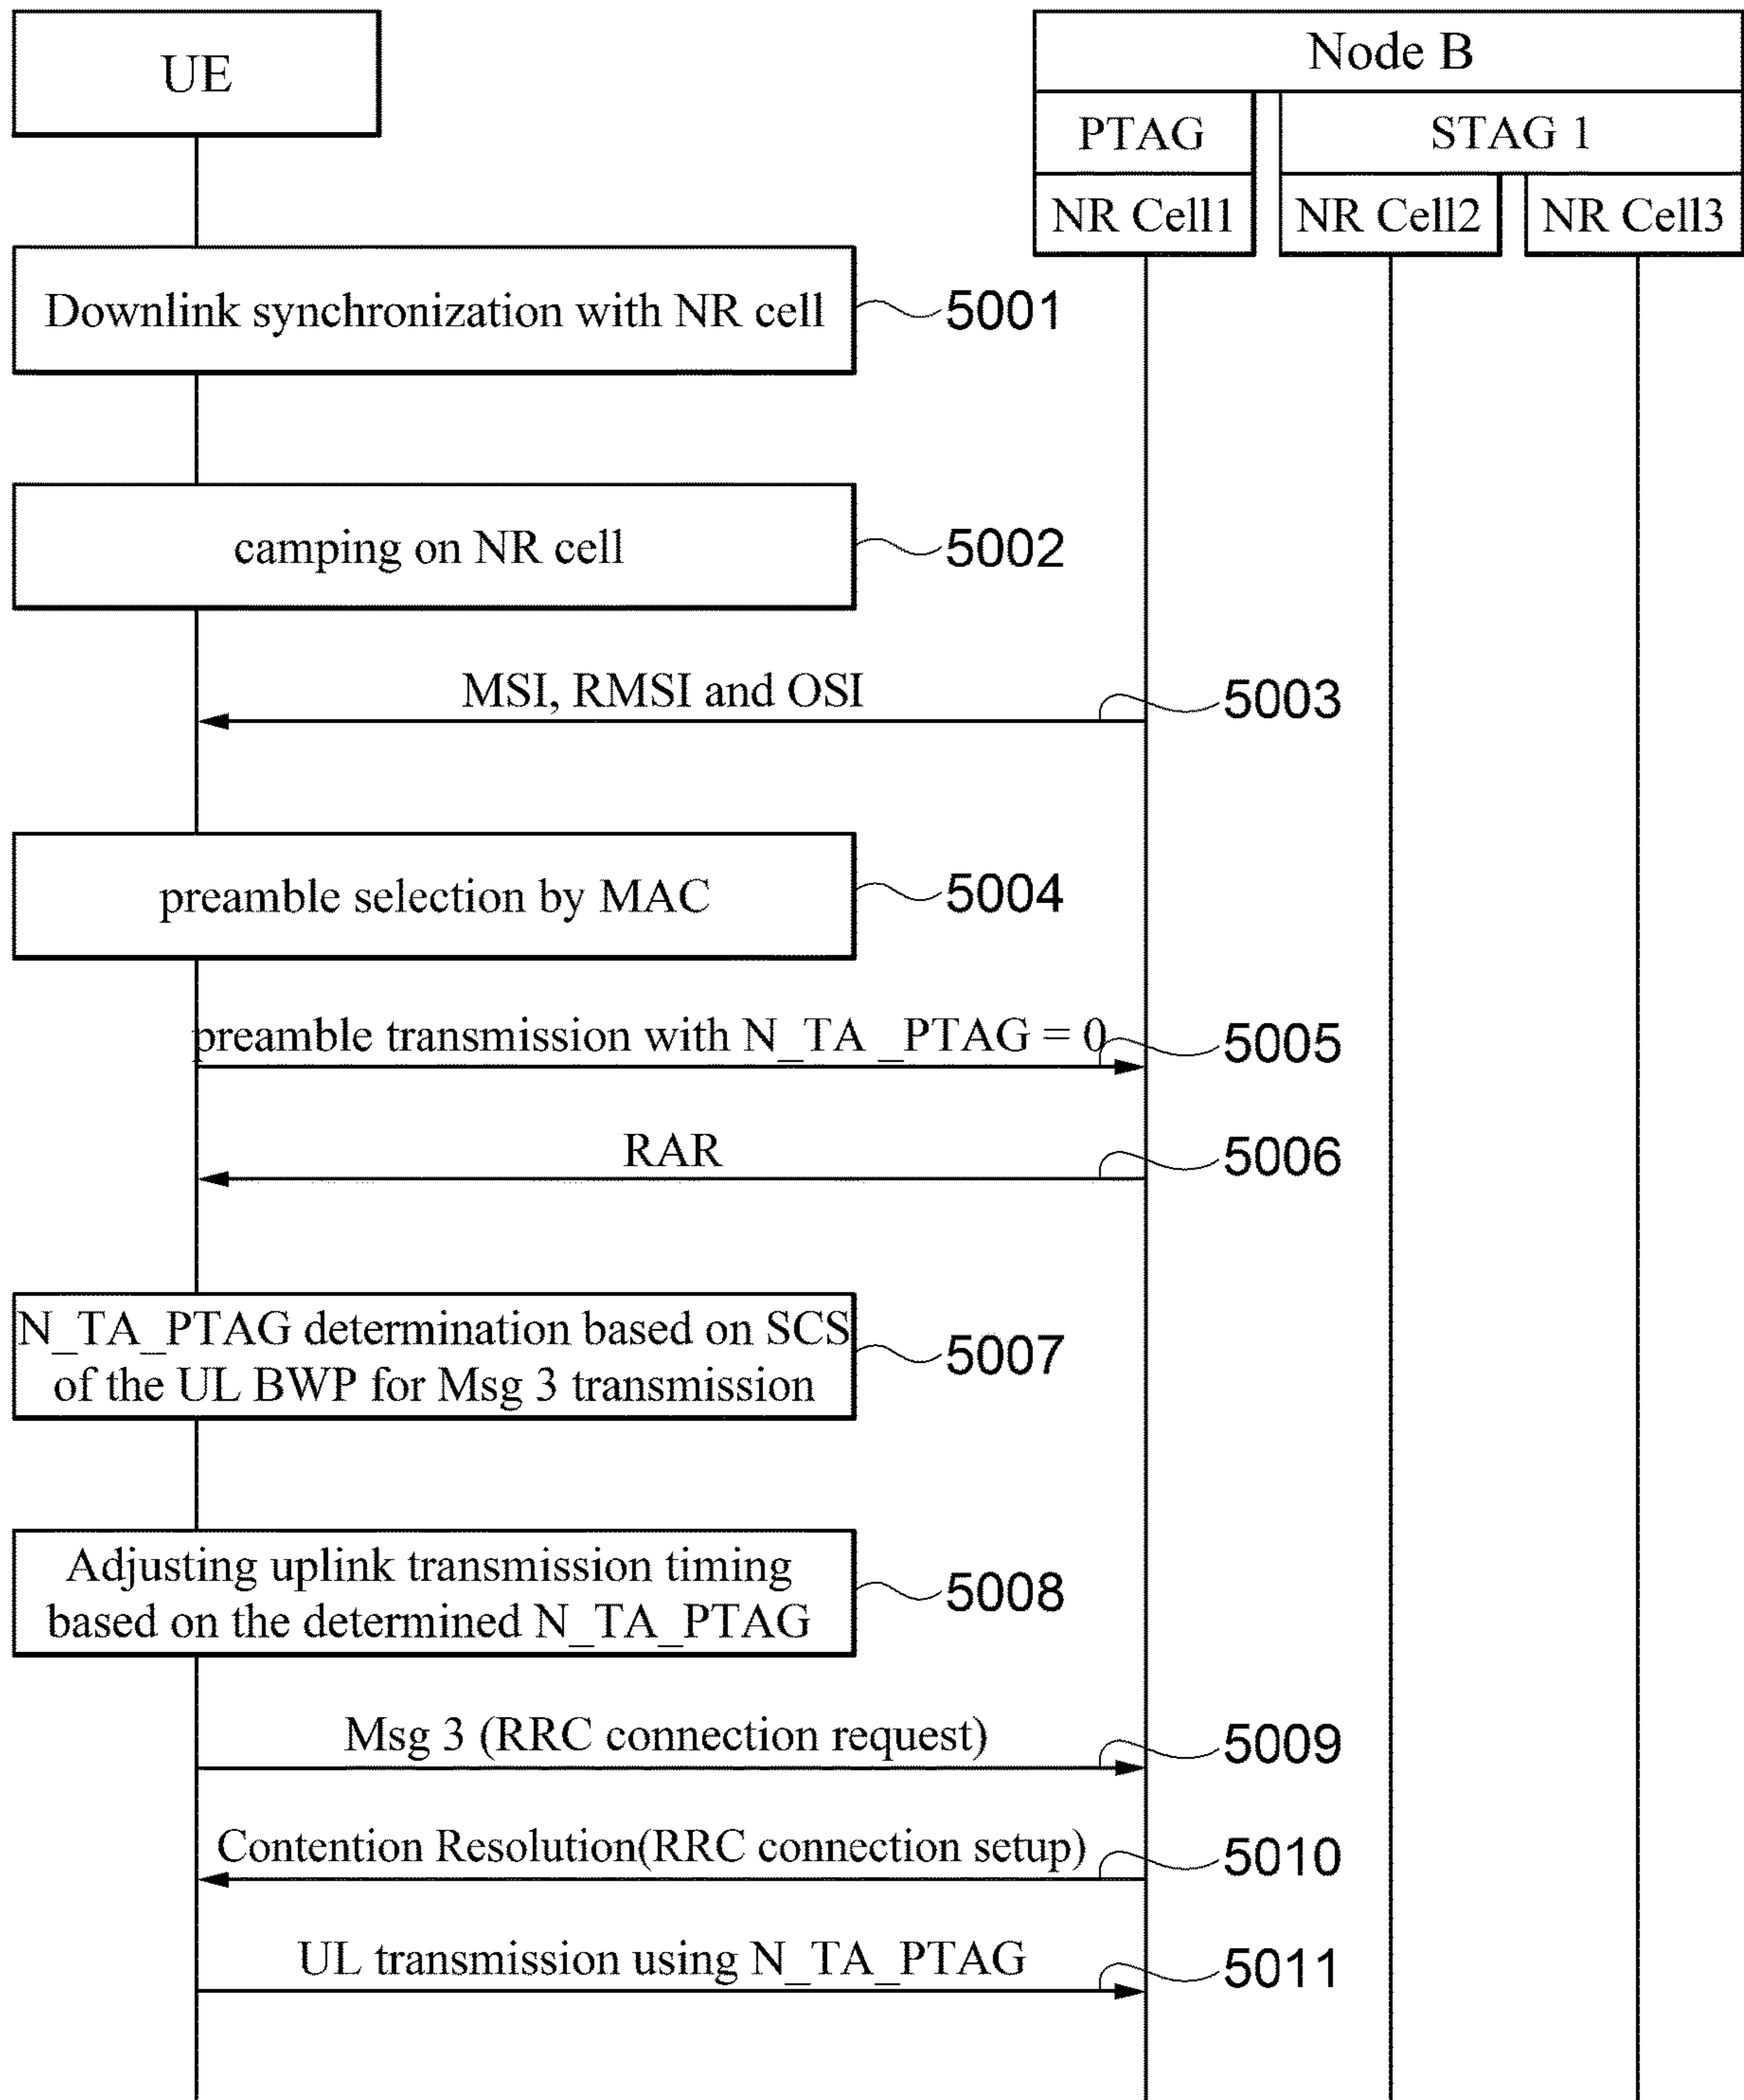 UE
Node B
PTAG
STAG 1
NR Cell1
NR Cell2
NR Cell3
Downlink synchronization with NR cell
5001
camping on NR cell
5002
MSI, RMSI and OSI
5003
preamble selection by MAC
5004
preamble transmission with N_TA _PTAG = 0
5005
RAR
5006
N_TA_PTAG determination based on SCS
of the UL BWP for Msg 3 transmission
5007
Adjusting uplink transmission timing
based on the determined N_TA_PTAG
5008
Msg 3 (RRC connection request)
5009
Contention Resolution(RRC connection setup)
5010
UL transmission using N_TA_PTAG
5011